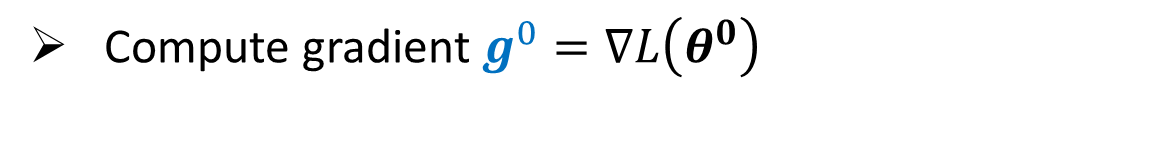 ➢ Compute gradient g⁰ = ∇L(θ⁰)